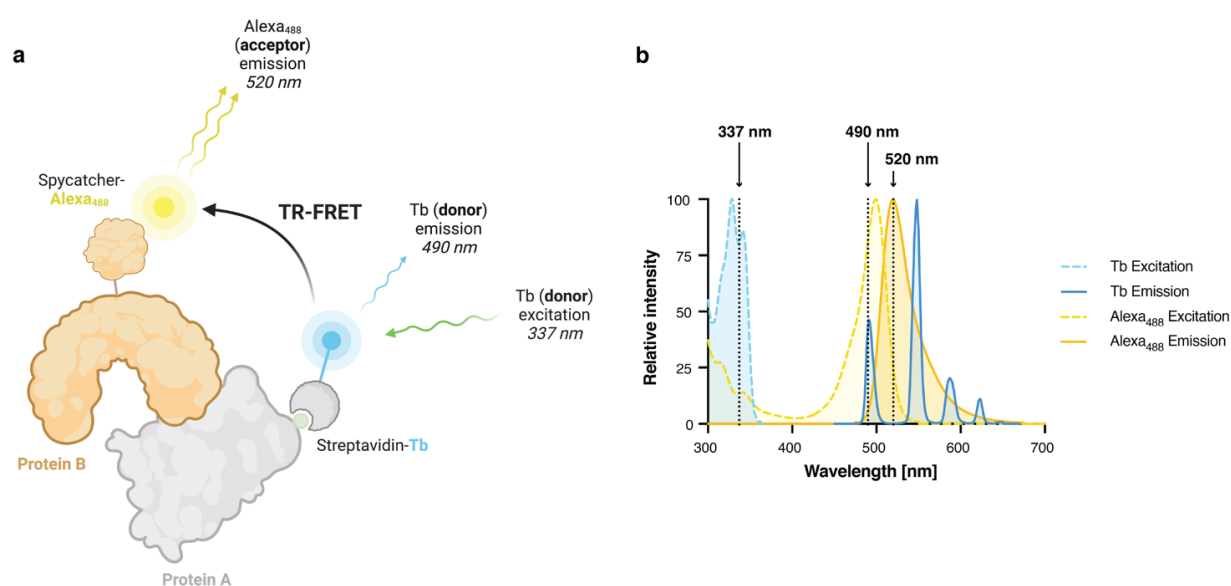 a
Alexa₄₈₈
(acceptor)
emission
520 nm
Spycatcher-
Alexa₄₈₈
TR-FRET
Tb (donor)
emission
490 nm
Tb (donor)
excitation
337 nm
Streptavidin-Tb
Protein B
Protein A
b
337 nm
490 nm
520 nm
100
75
50
25
0
Relative intensity
300
400
500
600
700
Wavelength [nm]
Tb Excitation
Tb Emission
Alexa₄₈₈ Excitation
Alexa₄₈₈ Emission